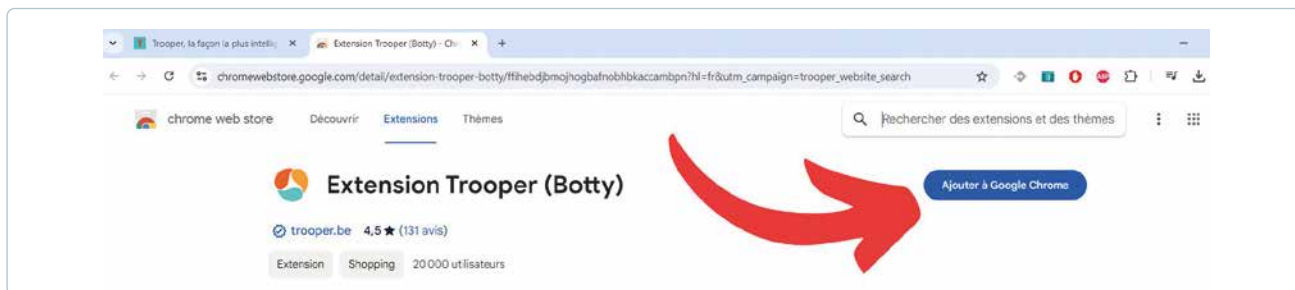 Trooper, la façon la plus intellig
Extension Trooper (Botty) - Chr
chromewebstore.google.com/detail/extension-trooper-botty/ffihebdjbmojhogbafnobhbkaccambpn?hl=fr&utm_campaign=trooper_website_search
ABP
chrome web store Découvrir Extensions Thèmes Rechercher des extensions et des thèmes
Extension Trooper (Botty)
Ajouter à Google Chrome
trooper.be 4,5 ★ (131 avis)
Extension Shopping 20 000 utilisateurs